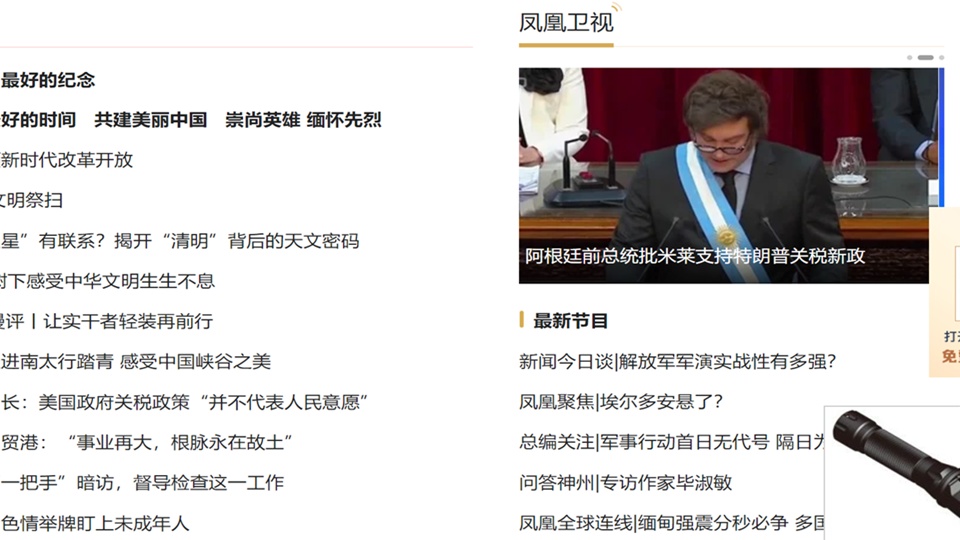 最好的纪念
好的时间 共建美丽中国 崇尚英雄 缅怀先烈
新时代改革开放
文明祭扫
星”有联系？揭开“清明”背后的天文密码
树下感受中华文明生生不息
漫评丨让实干者轻装再前行
进南太行踏青 感受中国峡谷之美
长：美国政府关税政策“并不代表人民意愿”
贸港：“事业再大，根脉永在故土”
一把手”暗访，督导检查这一工作
色情举牌盯上未成年人
凤凰卫视
阿根廷前总统批米莱支持特朗普关税新政
最新节目
新闻今日谈|解放军军演实战性有多强？
凤凰聚焦|埃尔多安悬了？
总编关注|军事行动首日无代号 隔日为
问答神州|专访作家毕淑敏
凤凰全球连线|缅甸强震分秒必争 多国
打开
免费